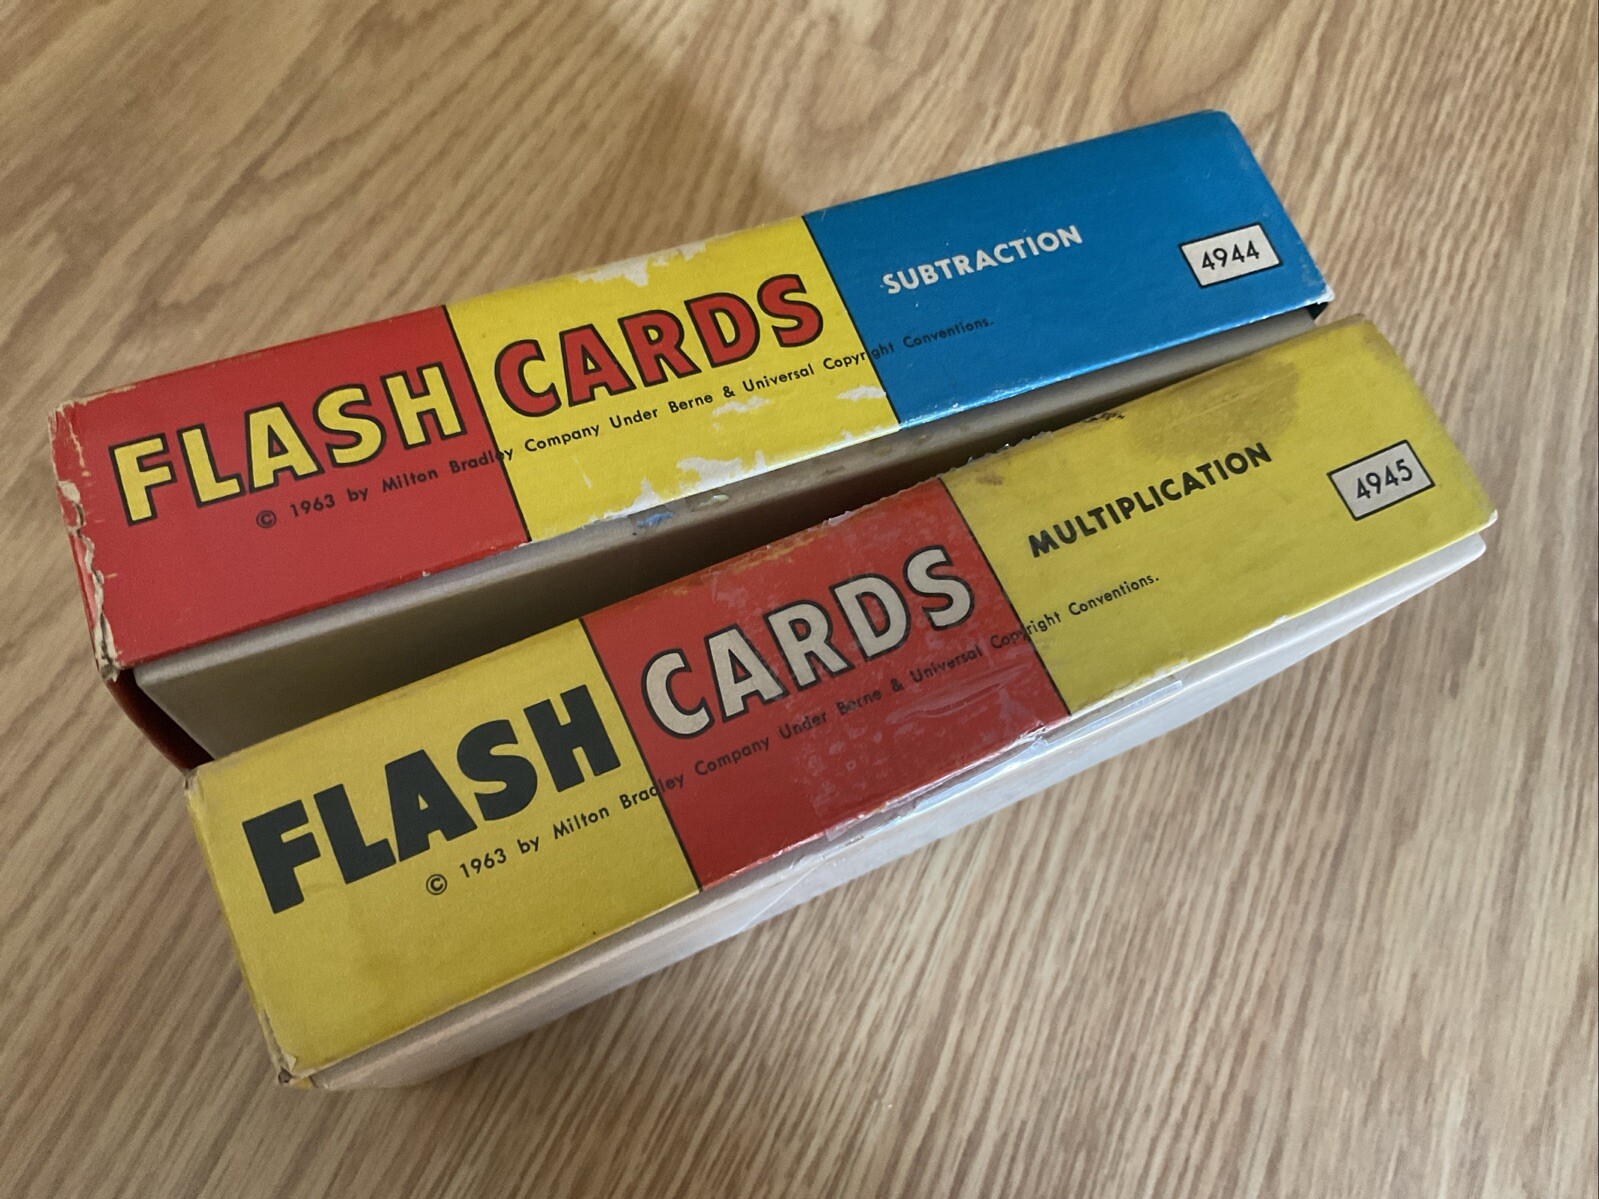 FLASH CARDS SUBTRACTION 4944
© 1963 by Milton Bradley Company Under Berne & Universal Copyright Conventions.
FLASH CARDS MULTIPLICATION 4945
© 1963 by Milton Bradley Company Under Berne & Universal Copyright Conventions.